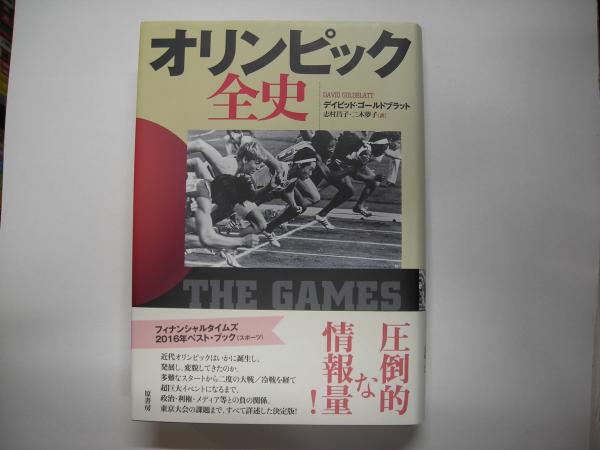 オリンピック
全史
DAVID GOLDBLATT
デイビッド・ゴールドブラット
志村昌子・二木夢子[訳]
THE GAMES
フィナンシャルタイムズ
2016年ベスト・ブック(スポーツ)
圧倒的
な
情報量!
近代オリンピックはいかに誕生し、
発展し、変貌してきたのか。
多難なスタートから二度の大戦/冷戦を経て
超巨大イベントになるまで、
政治・利権・メディア等との負の関係、
東京大会の課題まで、すべて詳述した決定版!
原書房